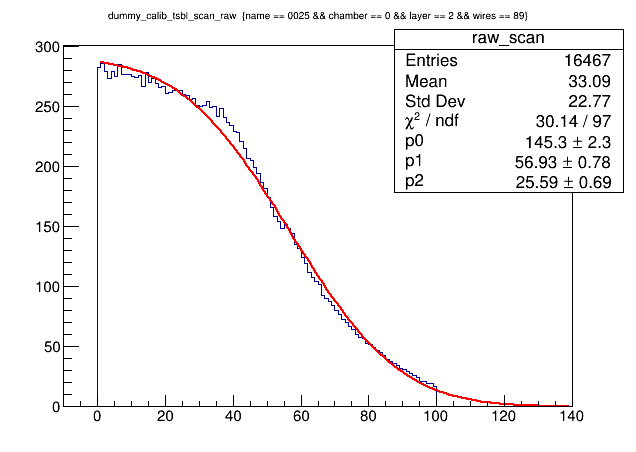 dummy_calib_tsbl_scan_raw {name == 0025 && chamber == 0 && layer == 2 && wires == 89}
raw_scan
Entries 16467
Mean 33.09
Std Dev 22.77
χ² / ndf 30.14 / 97
p0 145.3 ± 2.3
p1 56.93 ± 0.78
p2 25.59 ± 0.69
300
250
200
150
100
50
0
0 20 40 60 80 100 120 140